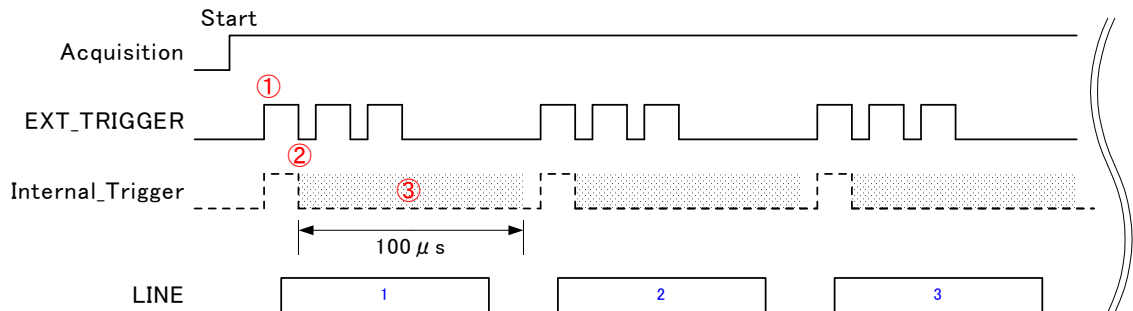 Start
Acquisition
①
EXT_TRIGGER
②
Internal_Trigger
③
100μs
LINE
1
2
3